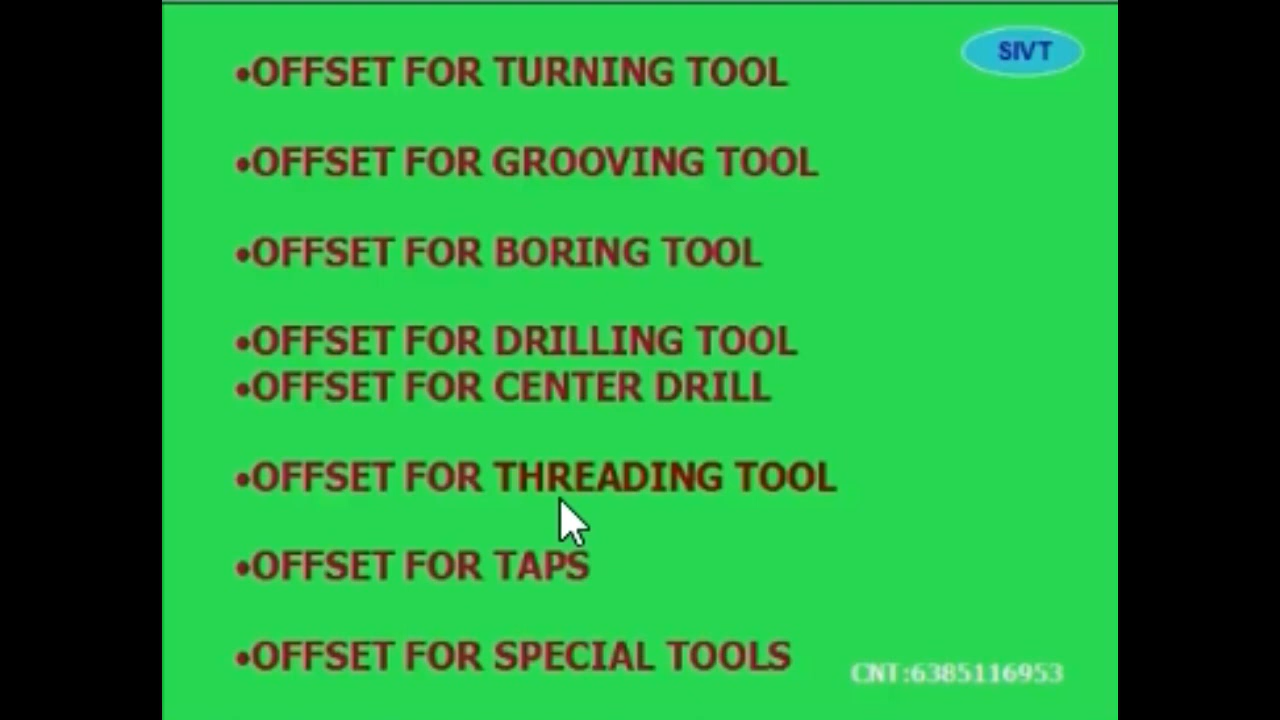 SIVT
•OFFSET FOR TURNING TOOL
•OFFSET FOR GROOVING TOOL
•OFFSET FOR BORING TOOL
•OFFSET FOR DRILLING TOOL
•OFFSET FOR CENTER DRILL
•OFFSET FOR THREADING TOOL
•OFFSET FOR TAPS
•OFFSET FOR SPECIAL TOOLS
CNT:6385116953